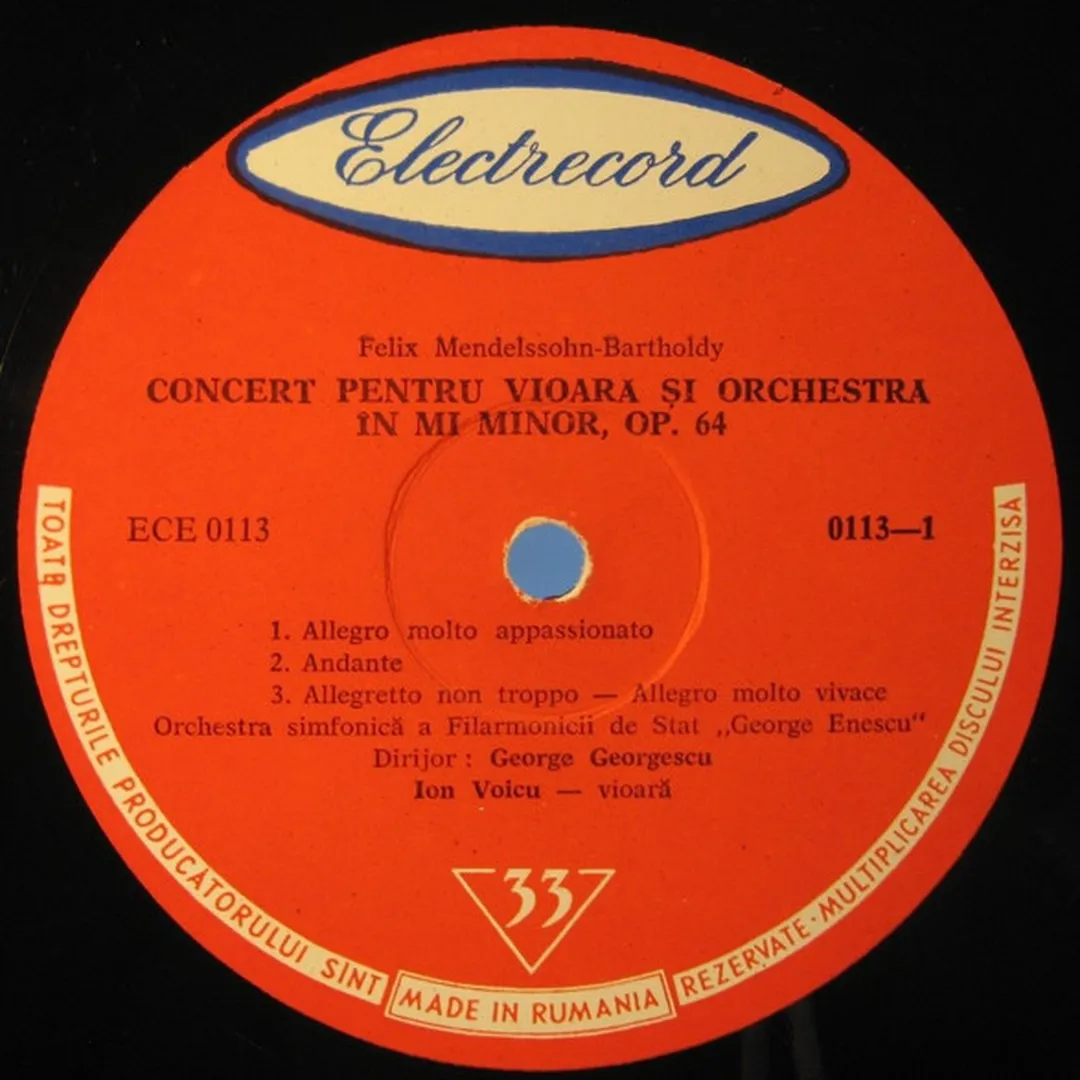 Electrecord
Felix Mendelssohn-Bartholdy
CONCERT PENTRU VIOARA ȘI ORCHESTRA
ÎN MI MINOR, OP. 64
ECE 0113
0113—1
1. Allegro molto appassionato
2. Andante
3. Allegretto non troppo — Allegro molto vivace
Orchestra simfonică a Filarmonicii de Stat „George Enescu“
Dirijor : George Georgescu
Ion Voicu — vioară
33
TOATE DREPTURILE PRODUCĂTORULUI SINT
MADE IN RUMANIA
REZERVATE · MULTIPLICAREA DISCULUI INTERZISĂ